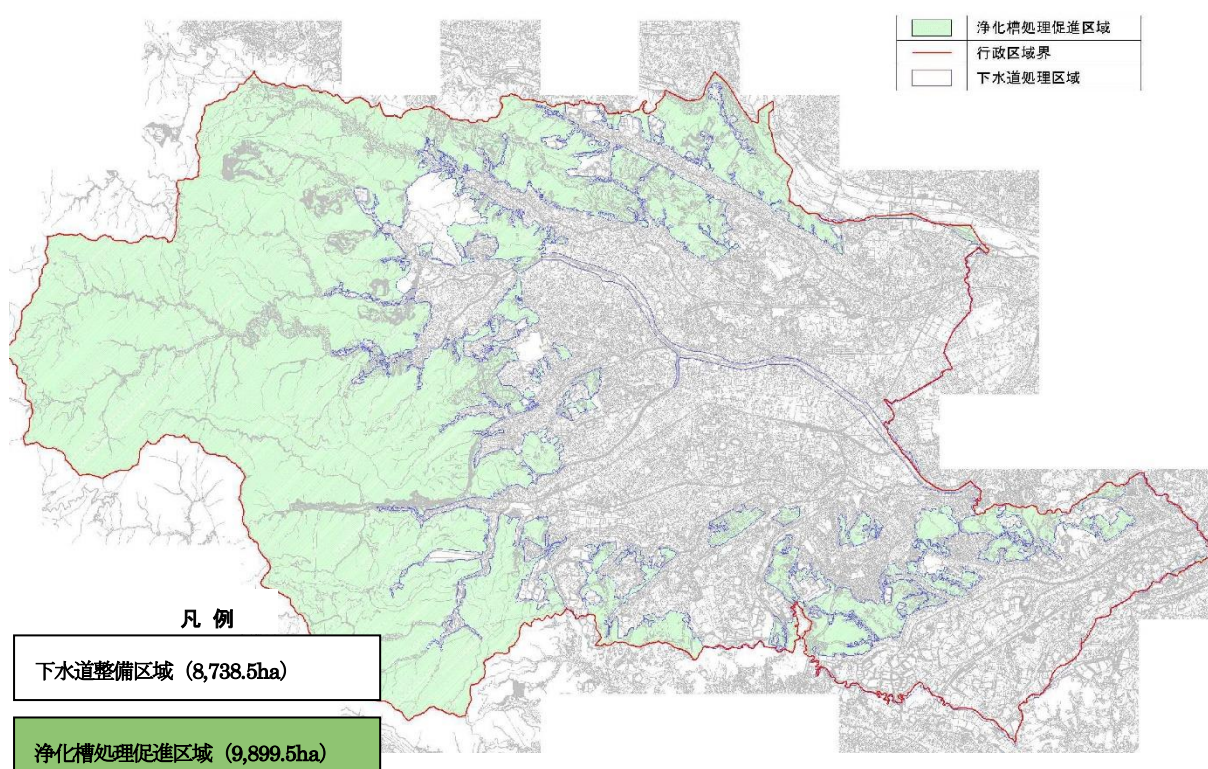 浄化槽処理促進区域
行政区域界
下水道処理区域
凡 例
下水道整備区域（8,738.5ha）
浄化槽処理促進区域（9,899.5ha）